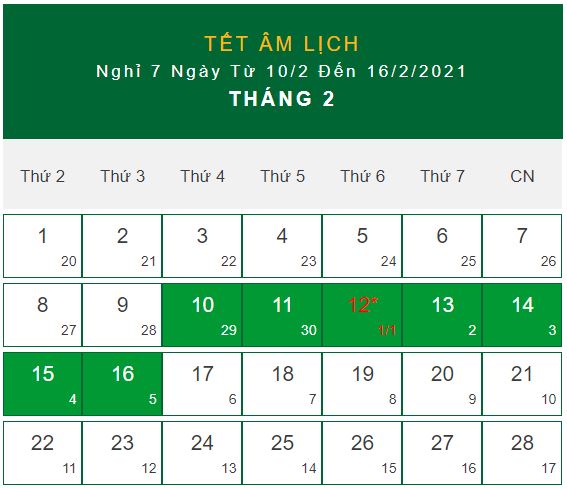 TẾT ÂM LỊCH
Nghỉ 7 Ngày Từ 10/2 Đến 16/2/2021
THÁNG 2
Thứ 2 Thứ 3 Thứ 4 Thứ 5 Thứ 6 Thứ 7 CN
1 2 3 4 5 6 7
20 21 22 23 24 25 26
8 9 10 11 12* 13 14
27 28 29 30 1/1 2 3
15 16 17 18 19 20 21
4 5 6 7 8 9 10
22 23 24 25 26 27 28
11 12 13 14 15 16 17